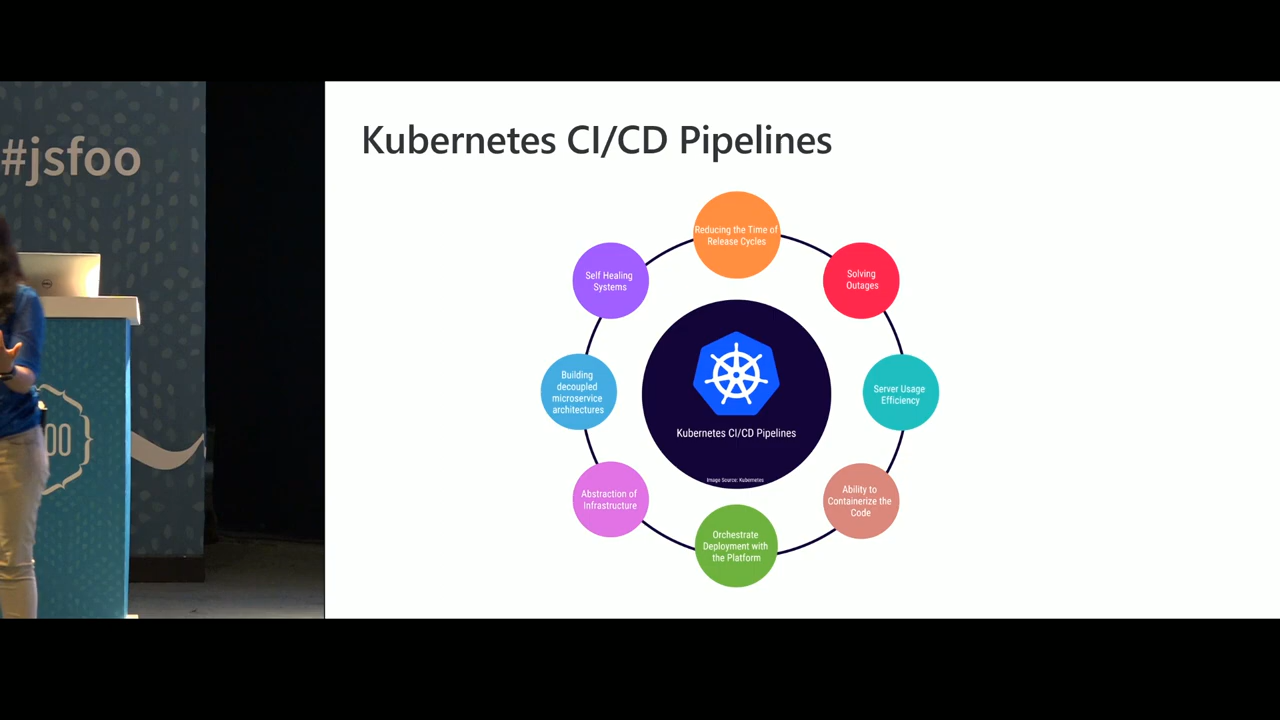 #jsfoo
Kubernetes CI/CD Pipelines
Reducing the Time of
Release Cycles
Solving
Outages
Server Usage
Efficiency
Ability to
Containerize the
Code
Orchestrate
Deployment with
the Platform
Abstraction of
Infrastructure
Building
decoupled
microservice
architectures
Self Healing
Systems
Kubernetes CI/CD Pipelines
Image Source: Kubernetes